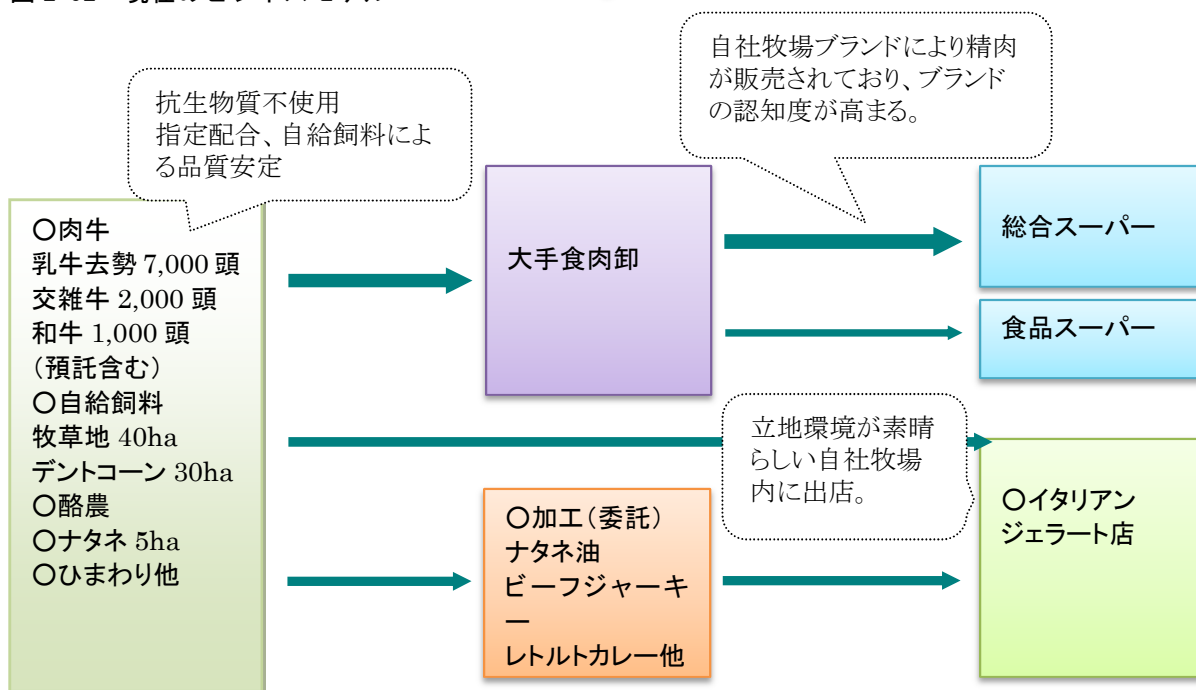 自社牧場ブランドにより精肉
が販売されており、ブランド
の認知度が高まる。
抗生物質不使用
指定配合、自給飼料によ
る品質安定
〇肉牛
乳牛去勢 7,000 頭
交雑牛 2,000 頭
和牛 1,000 頭
(預託含む)
〇自給飼料
牧草地 40ha
デントコーン 30ha
〇酪農
〇ナタネ 5ha
〇ひまわり他
大手食肉卸
総合スーパー
食品スーパー
立地環境が素晴
らしい自社牧場
内に出店。
〇加工(委託)
ナタネ油
ビーフジャーキ
ー
レトルトカレー他
〇イタリアン
ジェラート店